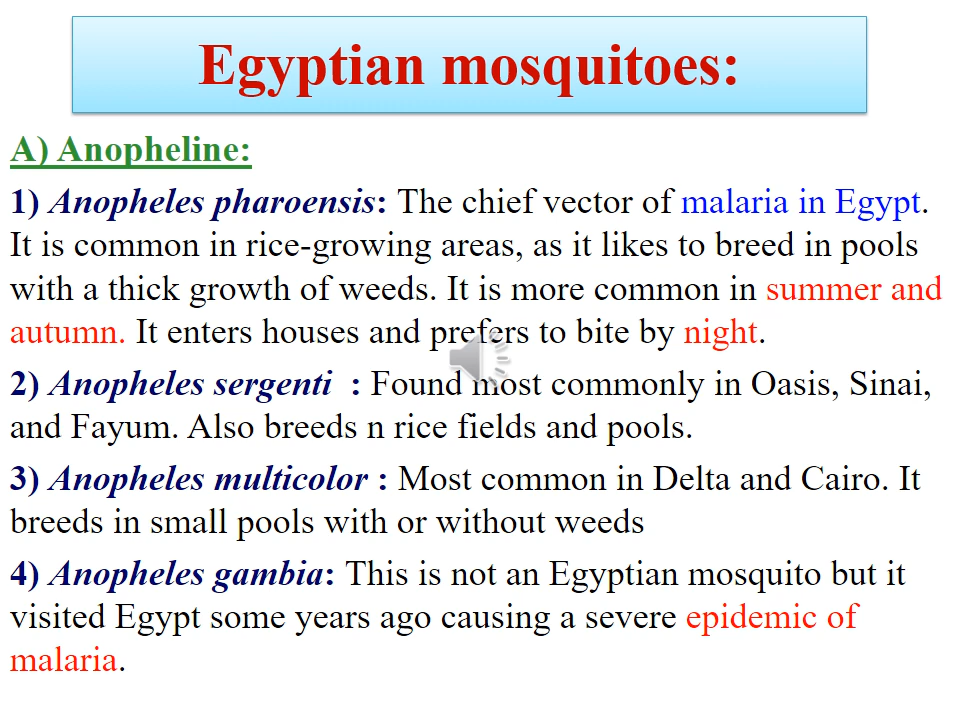 Egyptian mosquitoes:
A) Anopheline:
1) Anopheles pharoensis: The chief vector of malaria in Egypt.
It is common in rice-growing areas, as it likes to breed in pools
with a thick growth of weeds. It is more common in summer and
autumn. It enters houses and prefers to bite by night.
2) Anopheles sergenti : Found most commonly in Oasis, Sinai,
and Fayum. Also breeds n rice fields and pools.
3) Anopheles multicolor : Most common in Delta and Cairo. It
breeds in small pools with or without weeds
4) Anopheles gambia: This is not an Egyptian mosquito but it
visited Egypt some years ago causing a severe epidemic of
malaria.